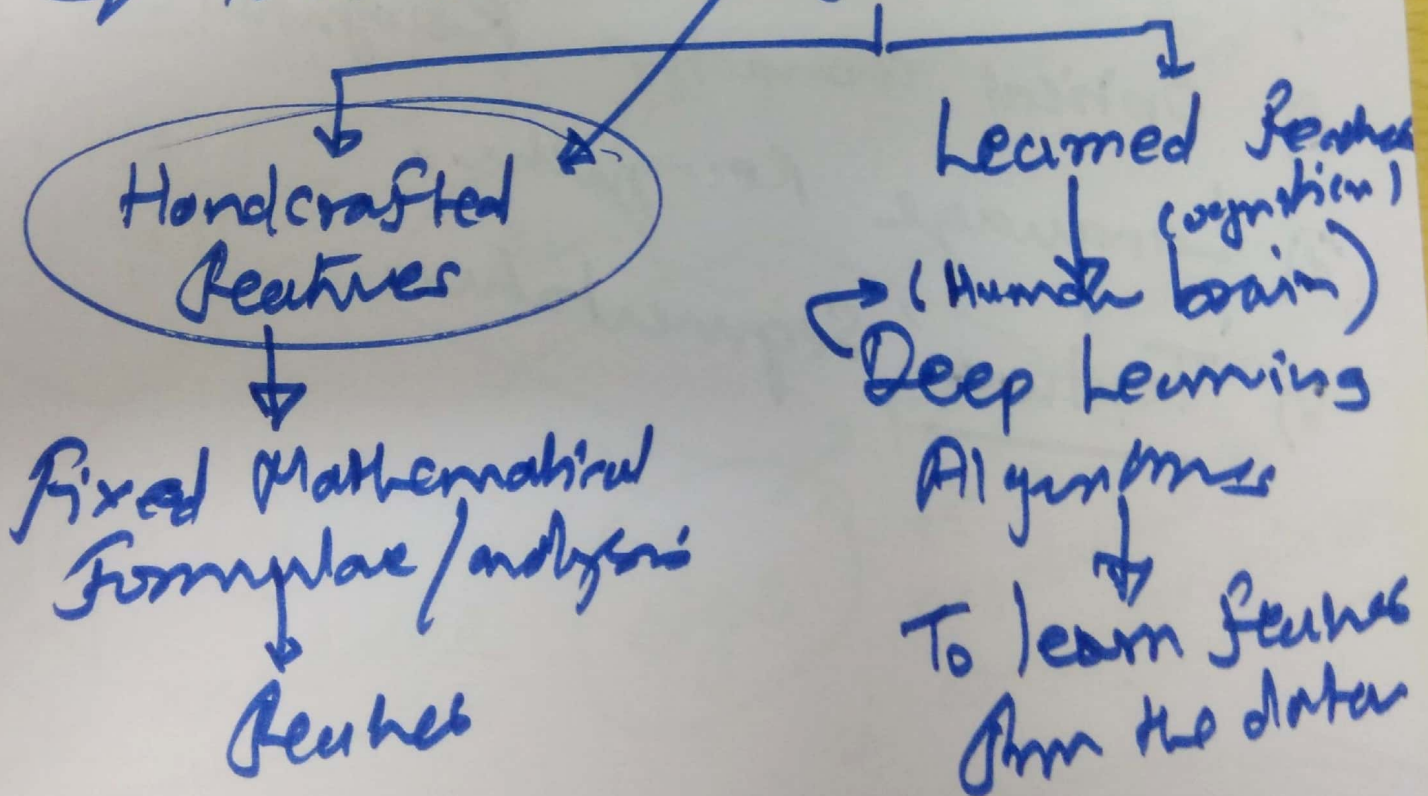 Handcrafted
features
Fixed Mathematical
Formulae/analysis
features
Learned features
(cognition)
(Human brain)
Deep Learning
Algorithms
To learn features
from the data